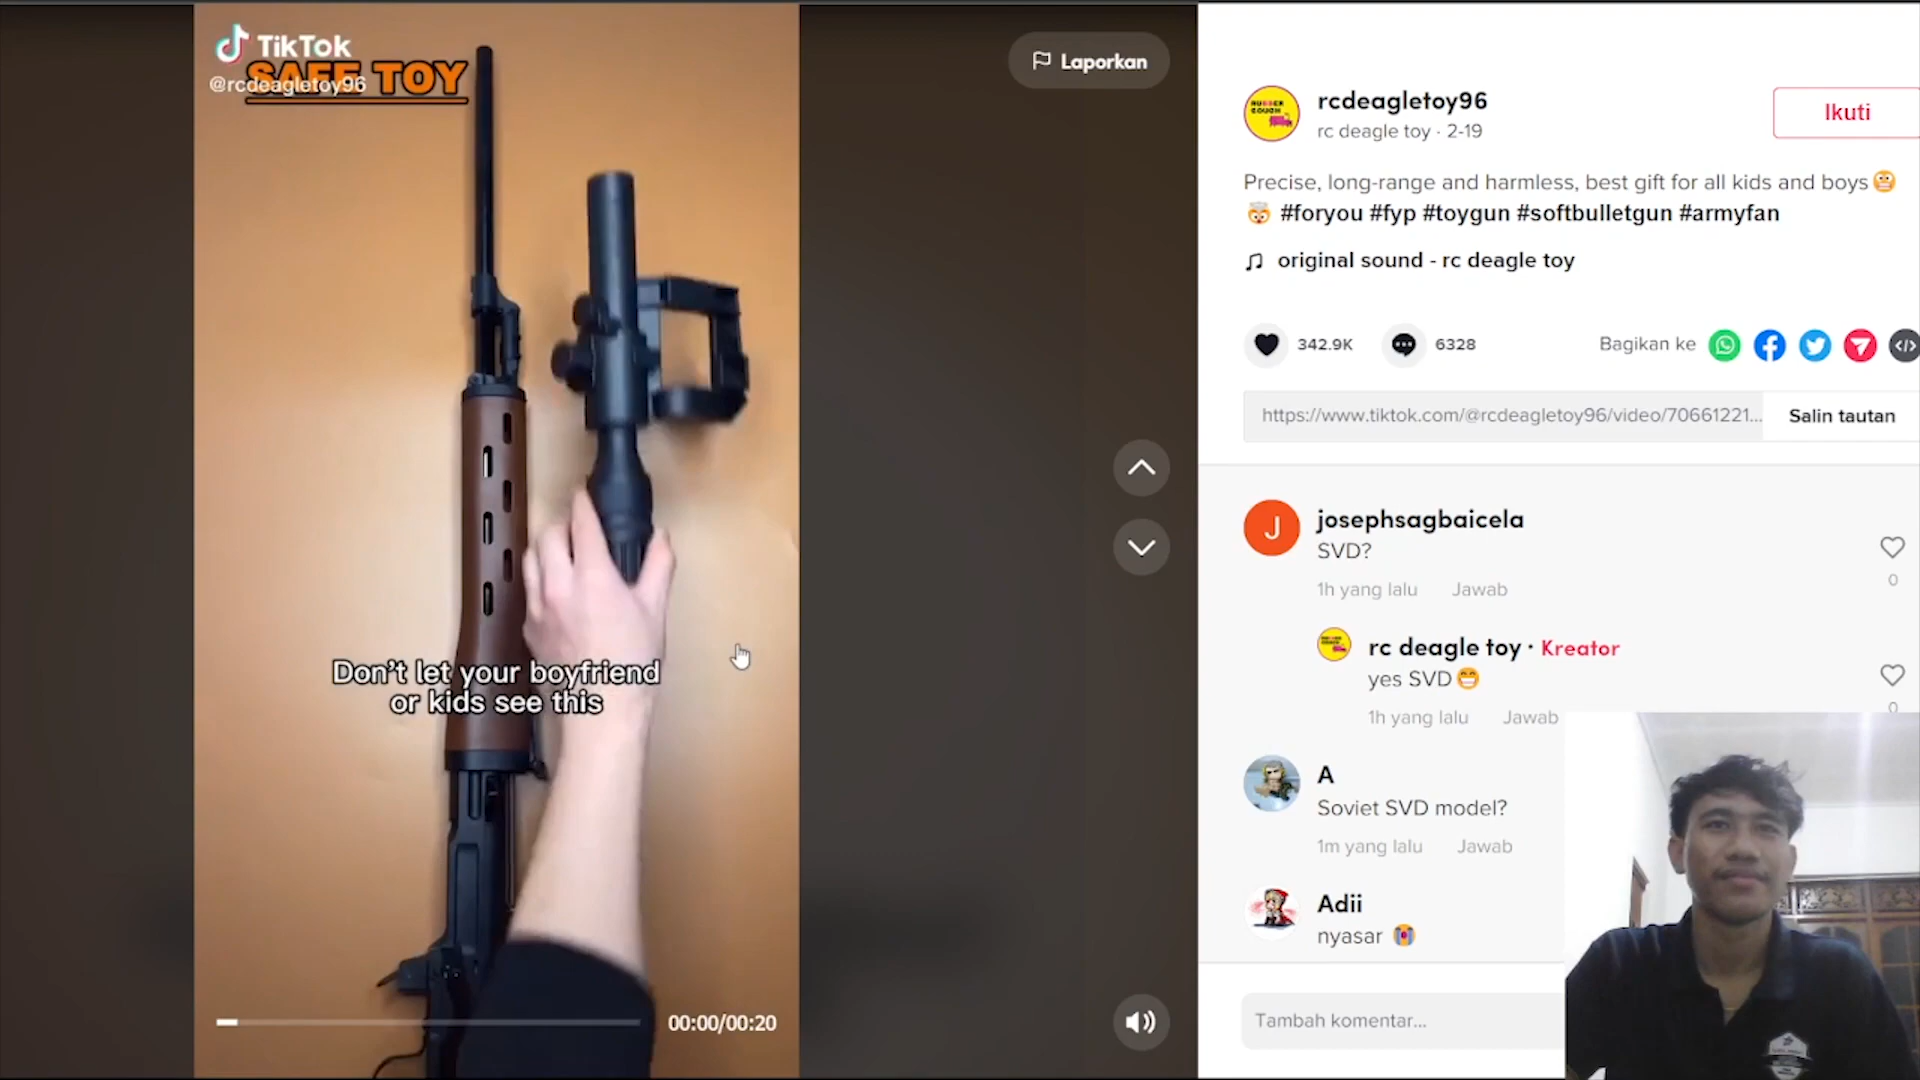 TikTok
@rcdeagletoy96
SAFE TOY
Don't let your boyfriend
or kids see this
00:00/00:20
Laporkan
rcdeagletoy96
rc deagle toy · 2-19
Ikuti
Precise, long-range and harmless, best gift for all kids and boys😬
🤯 #foryou #fyp #toygun #softbulletgun #armyfan
original sound - rc deagle toy
342.9K
6328
Bagikan ke
https://www.tiktok.com/@rcdeagletoy96/video/70661221...
Salin tautan
J
josephsagbaicela
SVD?
1h yang lalu Jawab
0
rc deagle toy · Kreator
yes SVD😁
1h yang lalu Jawab
0
A
Soviet SVD model?
1m yang lalu Jawab
Adii
nyasar 😭
Tambah komentar...